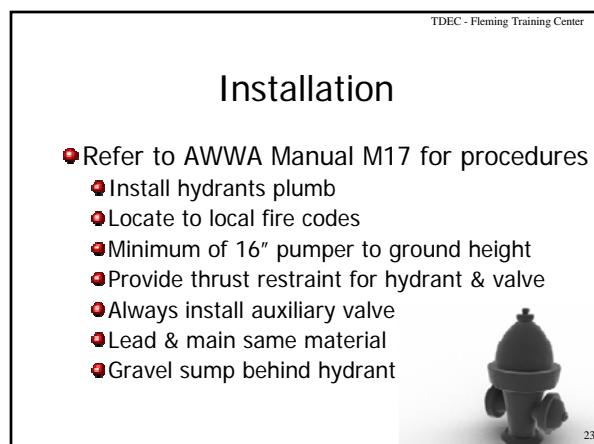 TDEC - Fleming Training Center
Installation
Refer to AWWA Manual M17 for procedures
Install hydrants plumb
Locate to local fire codes
Minimum of 16″ pumper to ground height
Provide thrust restraint for hydrant & valve
Always install auxiliary valve
Lead & main same material
Gravel sump behind hydrant
23